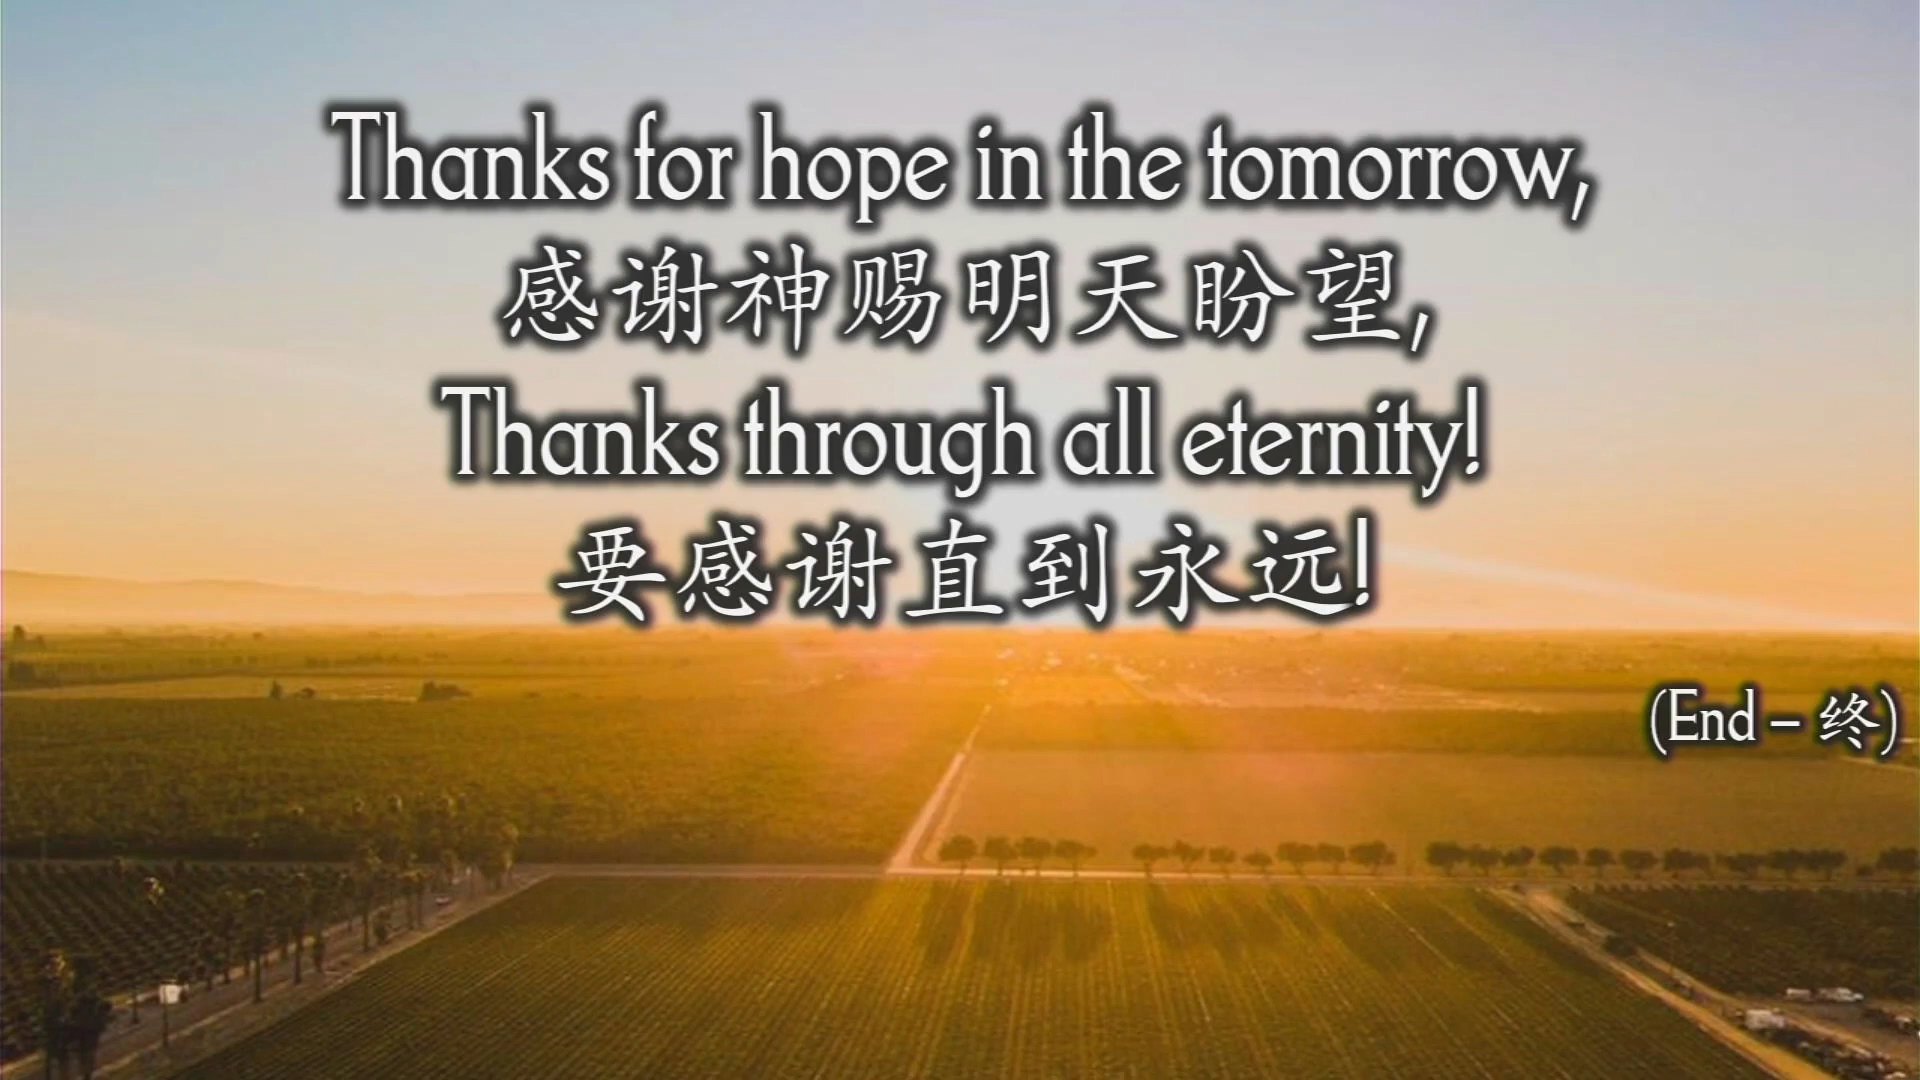 Thanks for hope in the tomorrow,
感谢神赐明天盼望,
Thanks through all eternity!
要感谢直到永远!
(End – 终)